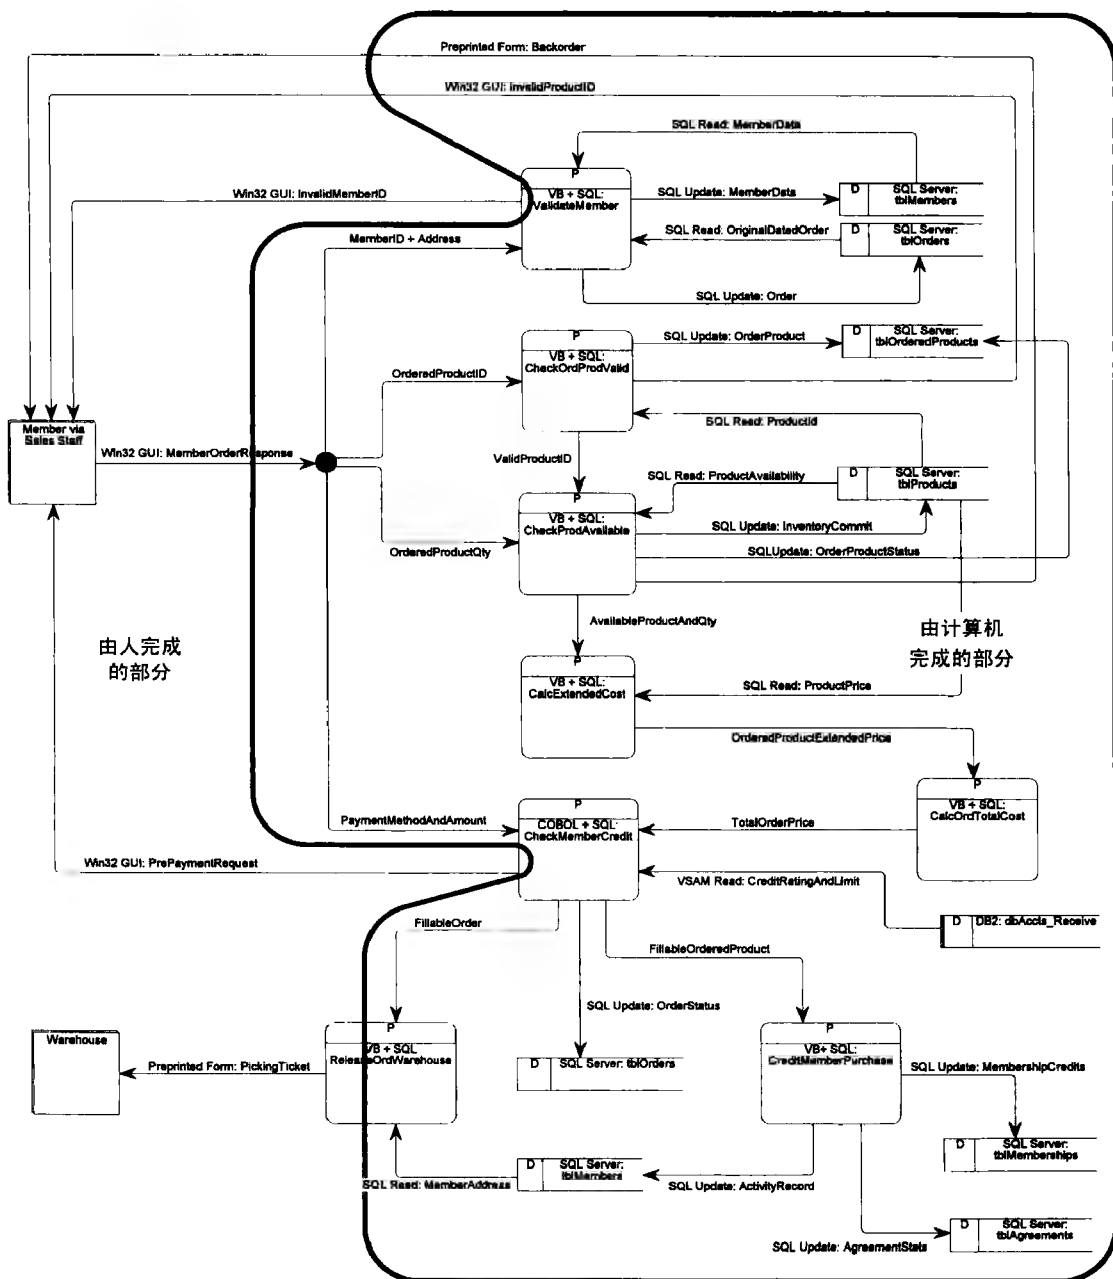 Preprinted Form: Backorder
Win32 GUI: InvalidProductID
SQL Read: MemberData
P
VB + SQL:
ValidateMember
Win32 GUI: InvalidMemberID
SQL Update: MemberData
D
SQL Server:
tblMembers
MemberID + Address
SQL Read: OriginalDatedOrder
D
SQL Server:
tblOrders
SQL Update: Order
P
VB + SQL:
CheckOrdProdValid
SQL Update: OrderProduct
D
SQL Server:
tblOrderedProducts
OrderedProductID
SQL Read: ProductId
Member via
Sales Staff
Win32 GUI: MemberOrderResponse
ValidProductID
SQL Read: ProductAvailability
D
SQL Server:
tblProducts
P
VB + SQL:
CheckProdAvailable
SQL Update: InventoryCommit
OrderedProductQty
SQLUpdate: OrderProductStatus
AvailableProductAndQty
由人完成
的部分
由计算机
完成的部分
P
VB + SQL:
CalcExtendedCost
SQL Read: ProductPrice
OrderedProductExtendedPrice
P
VB + SQL:
CalcOrdTotalCost
P
COBOL + SQL:
CheckMemberCredit
PaymentMethodAndAmount
TotalOrderPrice
Win32 GUI: PrePaymentRequest
VSAM Read: CreditRatingAndLimit
D
DB2: dbAccts_Receive
FillableOrder
FillableOrderedProduct
SQL Update: OrderStatus
Warehouse
P
VB + SQL
ReleaseOrdWarehouse
Preprinted Form: PickingTicket
D
SQL Server: tblOrders
P
VB+ SQL:
CreditMemberPurchase
SQL Update: MembershipCredits
D
SQL Server:
tblMemberships
D
SQL Server:
tblMembers
SQL Read: MemberAddress
SQL Update: ActivityRecord
D
SQL Server:
tblAgreements
SQL Update: AgreementStats